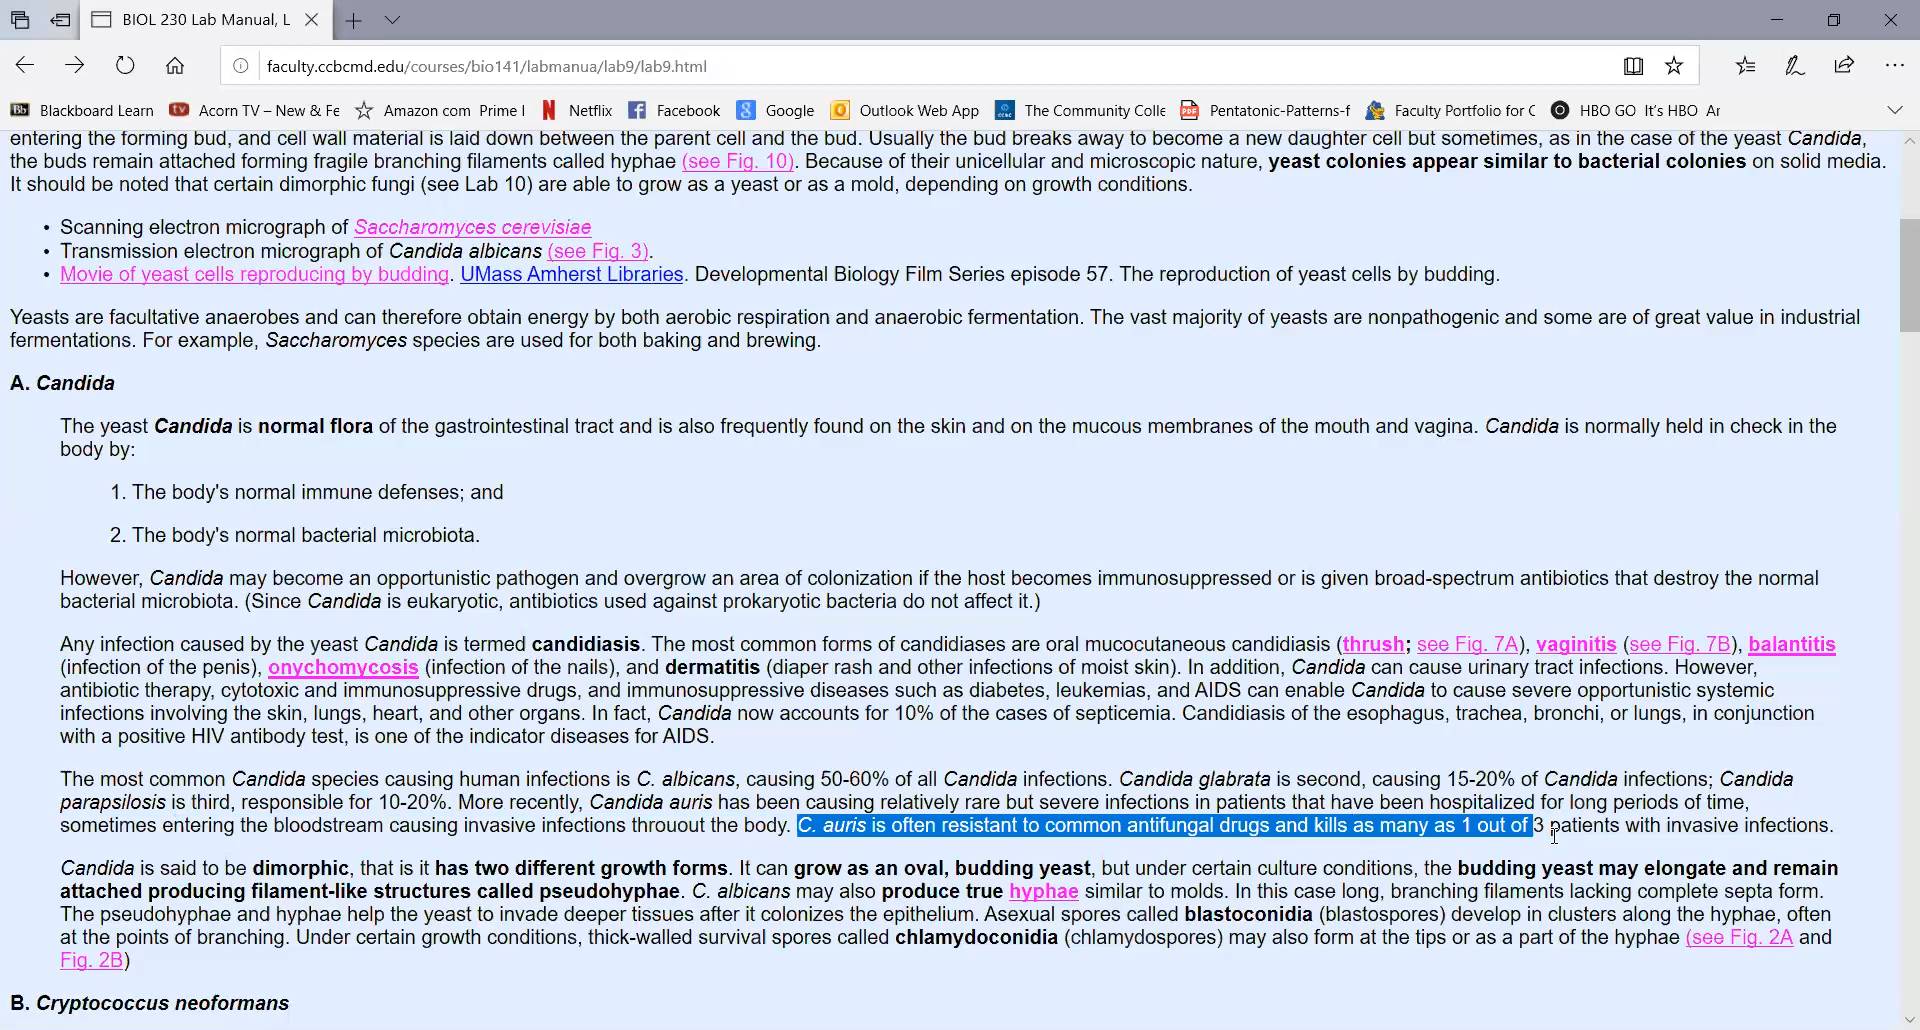 BIOL 230 Lab Manual, L
faculty.ccbcmd.edu/courses/bio141/labmanua/lab9/lab9.html
Blackboard Learn Acorn TV – New & Fe Amazon com Prime I Netflix Facebook Google Outlook Web App The Community Colle Pentatonic-Patterns-f Faculty Portfolio for C HBO GO It's HBO Ar
entering the forming bud, and cell wall material is laid down between the parent cell and the bud. Usually the bud breaks away to become a new daughter cell but sometimes, as in the case of the yeast Candida,
the buds remain attached forming fragile branching filaments called hyphae (see Fig. 10). Because of their unicellular and microscopic nature, yeast colonies appear similar to bacterial colonies on solid media.
It should be noted that certain dimorphic fungi (see Lab 10) are able to grow as a yeast or as a mold, depending on growth conditions.
• Scanning electron micrograph of Saccharomyces cerevisiae
• Transmission electron micrograph of Candida albicans (see Fig. 3).
• Movie of yeast cells reproducing by budding. UMass Amherst Libraries. Developmental Biology Film Series episode 57. The reproduction of yeast cells by budding.
Yeasts are facultative anaerobes and can therefore obtain energy by both aerobic respiration and anaerobic fermentation. The vast majority of yeasts are nonpathogenic and some are of great value in industrial
fermentations. For example, Saccharomyces species are used for both baking and brewing.
A. Candida
The yeast Candida is normal flora of the gastrointestinal tract and is also frequently found on the skin and on the mucous membranes of the mouth and vagina. Candida is normally held in check in the
body by:
1. The body's normal immune defenses; and
2. The body's normal bacterial microbiota.
However, Candida may become an opportunistic pathogen and overgrow an area of colonization if the host becomes immunosuppressed or is given broad-spectrum antibiotics that destroy the normal
bacterial microbiota. (Since Candida is eukaryotic, antibiotics used against prokaryotic bacteria do not affect it.)
Any infection caused by the yeast Candida is termed candidiasis. The most common forms of candidiases are oral mucocutaneous candidiasis (thrush; see Fig. 7A), vaginitis (see Fig. 7B), balantitis
(infection of the penis), onychomycosis (infection of the nails), and dermatitis (diaper rash and other infections of moist skin). In addition, Candida can cause urinary tract infections. However,
antibiotic therapy, cytotoxic and immunosuppressive drugs, and immunosuppressive diseases such as diabetes, leukemias, and AIDS can enable Candida to cause severe opportunistic systemic
infections involving the skin, lungs, heart, and other organs. In fact, Candida now accounts for 10% of the cases of septicemia. Candidiasis of the esophagus, trachea, bronchi, or lungs, in conjunction
with a positive HIV antibody test, is one of the indicator diseases for AIDS.
The most common Candida species causing human infections is C. albicans, causing 50-60% of all Candida infections. Candida glabrata is second, causing 15-20% of Candida infections; Candida
parapsilosis is third, responsible for 10-20%. More recently, Candida auris has been causing relatively rare but severe infections in patients that have been hospitalized for long periods of time,
sometimes entering the bloodstream causing invasive infections throuout the body. C. auris is often resistant to common antifungal drugs and kills as many as 1 out of 3 patients with invasive infections.
Candida is said to be dimorphic, that is it has two different growth forms. It can grow as an oval, budding yeast, but under certain culture conditions, the budding yeast may elongate and remain
attached producing filament-like structures called pseudohyphae. C. albicans may also produce true hyphae similar to molds. In this case long, branching filaments lacking complete septa form.
The pseudohyphae and hyphae help the yeast to invade deeper tissues after it colonizes the epithelium. Asexual spores called blastoconidia (blastospores) develop in clusters along the hyphae, often
at the points of branching. Under certain growth conditions, thick-walled survival spores called chlamydoconidia (chlamydospores) may also form at the tips or as a part of the hyphae (see Fig. 2A and
Fig. 2B)
B. Cryptococcus neoformans